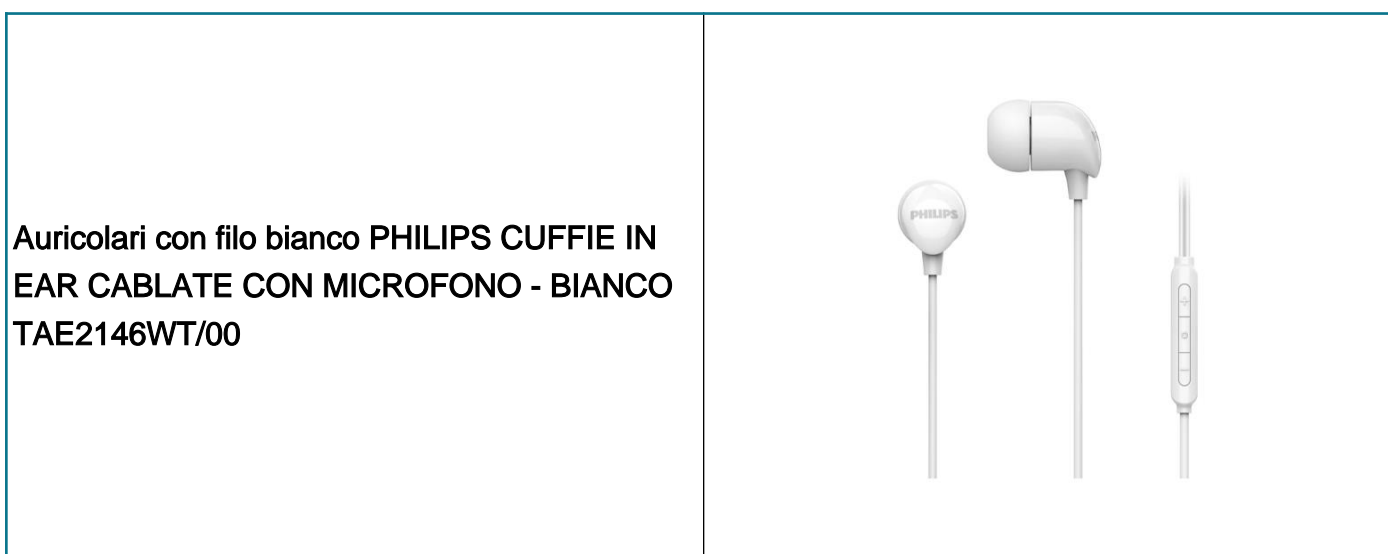 Auricolari con filo bianco PHILIPS CUFFIE IN
EAR CABLATE CON MICROFONO - BIANCO
TAE2146WT/00
PHILIPS